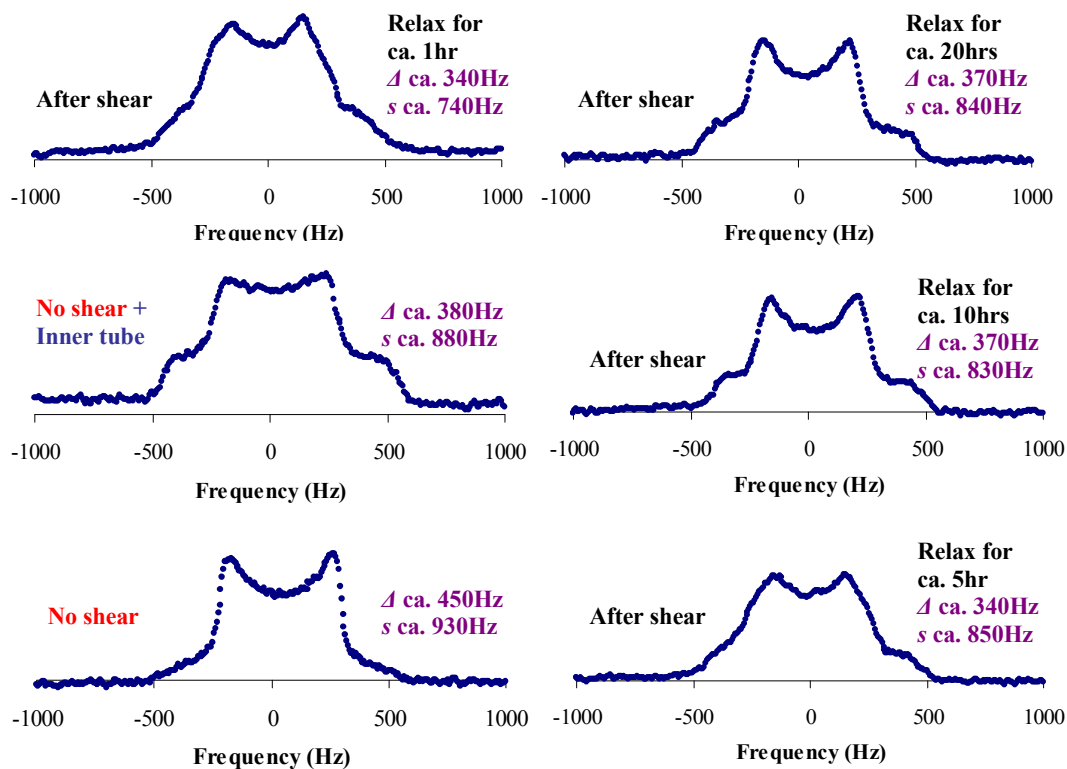 After shear
Relax for
ca. 1hr
Δ ca. 340Hz
s ca. 740Hz
-1000 -500 0 500 1000
Frequency (Hz)
Relax for
ca. 20hrs
Δ ca. 370Hz
s ca. 840Hz
After shear
-1000 -500 0 500 1000
Frequency (Hz)
No shear +
Inner tube
Δ ca. 380Hz
s ca. 880Hz
-1000 -500 0 500 1000
Frequency (Hz)
After shear
Relax for
ca. 10hrs
Δ ca. 370Hz
s ca. 830Hz
-1000 -500 0 500 1000
Frequency (Hz)
No shear
Δ ca. 450Hz
s ca. 930Hz
-1000 -500 0 500 1000
Frequency (Hz)
After shear
Relax for
ca. 5hr
Δ ca. 340Hz
s ca. 850Hz
-1000 -500 0 500 1000
Frequency (Hz)